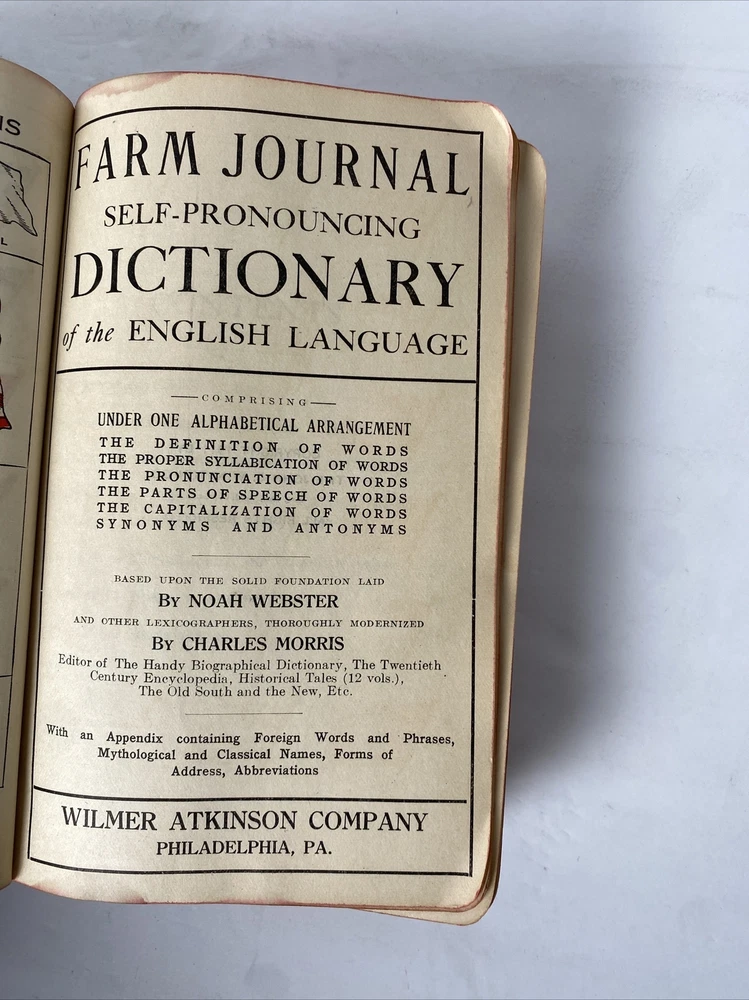 FARM JOURNAL
SELF-PRONOUNCING
DICTIONARY
of the ENGLISH LANGUAGE
COMPRISING
UNDER ONE ALPHABETICAL ARRANGEMENT
THE DEFINITION OF WORDS
THE PROPER SYLLABICATION OF WORDS
THE PRONUNCIATION OF WORDS
THE PARTS OF SPEECH OF WORDS
THE CAPITALIZATION OF WORDS
SYNONYMS AND ANTONYMS
BASED UPON THE SOLID FOUNDATION LAID
BY NOAH WEBSTER
AND OTHER LEXICOGRAPHERS, THOROUGHLY MODERNIZED
BY CHARLES MORRIS
Editor of The Handy Biographical Dictionary, The Twentieth
Century Encyclopedia, Historical Tales (12 vols.),
The Old South and the New, Etc.
With an Appendix containing Foreign Words and Phrases,
Mythological and Classical Names, Forms of
Address, Abbreviations
WILMER ATKINSON COMPANY
PHILADELPHIA, PA.